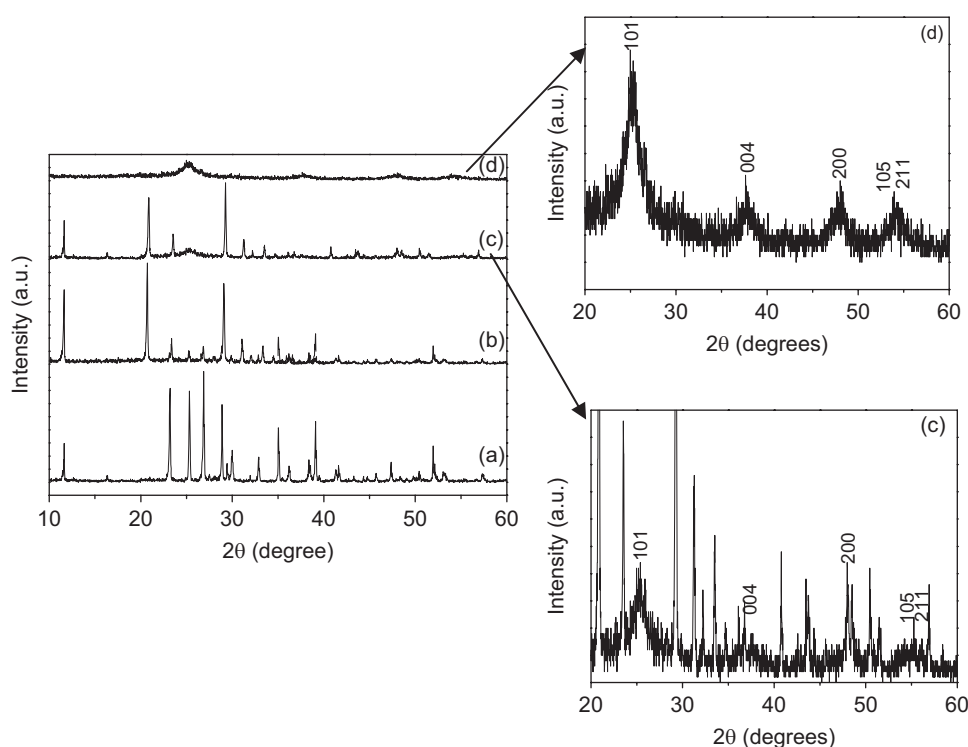 Intensity (a.u.)
(d)
(c)
(b)
(a)
10 20 30 40 50 60
2θ (degree)
(d)
Intensity (a.u.)
101
004
200
105
211
20 30 40 50 60
2θ (degrees)
(c)
Intensity (a.u.)
101
004
200
105
211
20 30 40 50 60
2θ (degrees)